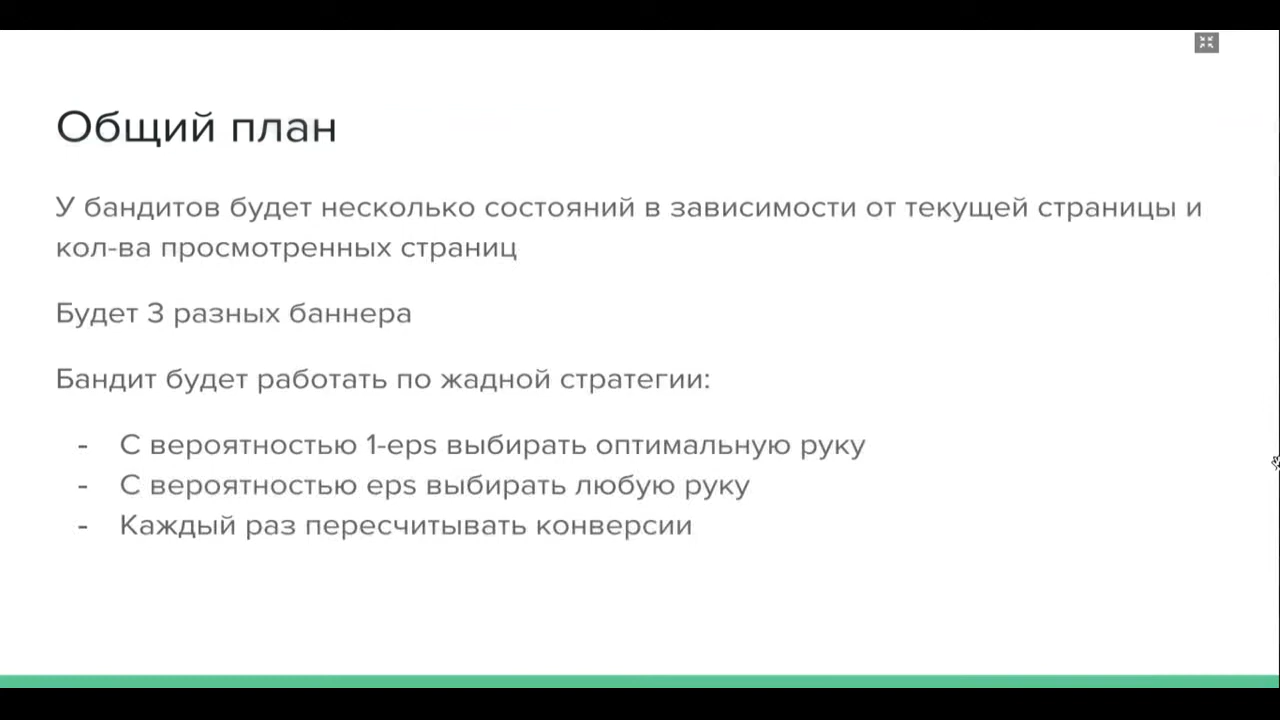 Общий план
У бандитов будет несколько состояний в зависимости от текущей страницы и
кол-ва просмотренных страниц
Будет 3 разных баннера
Бандит будет работать по жадной стратегии:
- С вероятностью 1-eps выбирать оптимальную руку
- С вероятностью eps выбирать любую руку
- Каждый раз пересчитывать конверсии